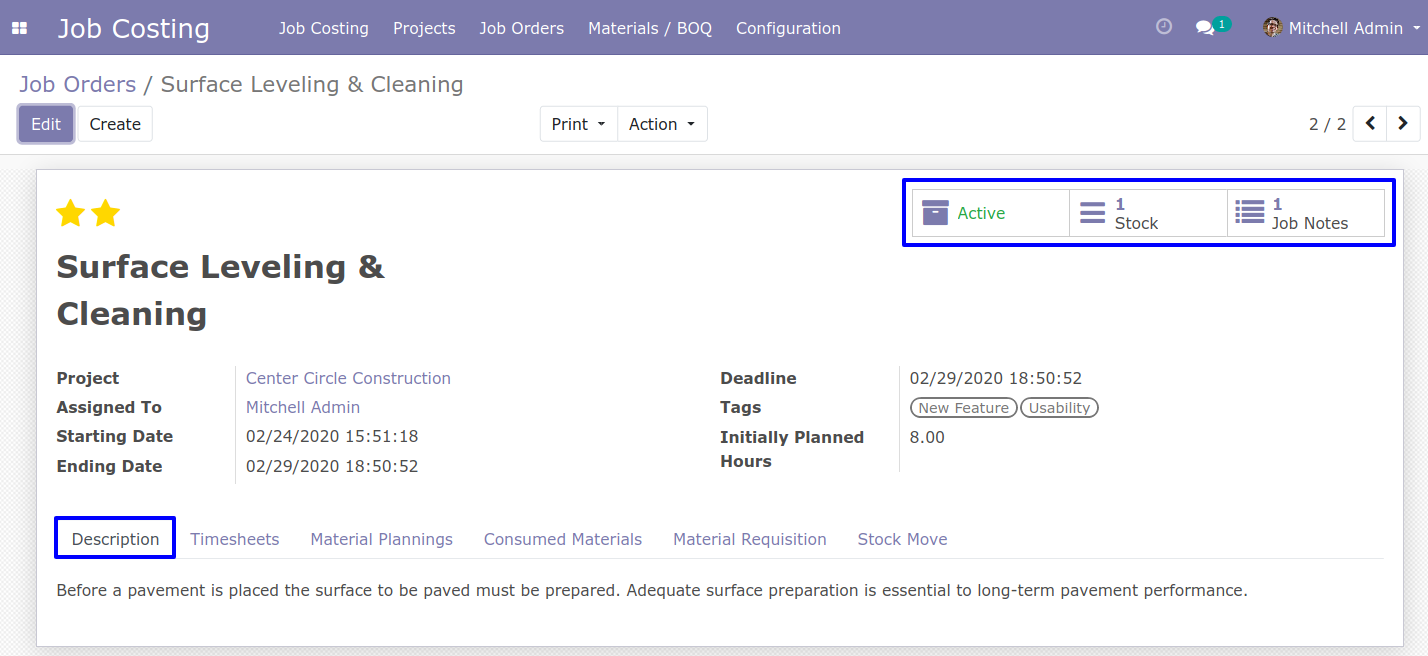 Job Costing Job Costing Projects Job Orders Materials / BOQ Configuration 1 Mitchell Admin
Job Orders / Surface Leveling & Cleaning
Edit Create Print Action 2 / 2
Active 1 Stock 1 Job Notes
Surface Leveling &
Cleaning
Project Center Circle Construction Deadline 02/29/2020 18:50:52
Assigned To Mitchell Admin Tags New Feature Usability
Starting Date 02/24/2020 15:51:18 Initially Planned 8.00
Hours
Ending Date 02/29/2020 18:50:52
Description Timesheets Material Plannings Consumed Materials Material Requisition Stock Move
Before a pavement is placed the surface to be paved must be prepared. Adequate surface preparation is essential to long-term pavement performance.